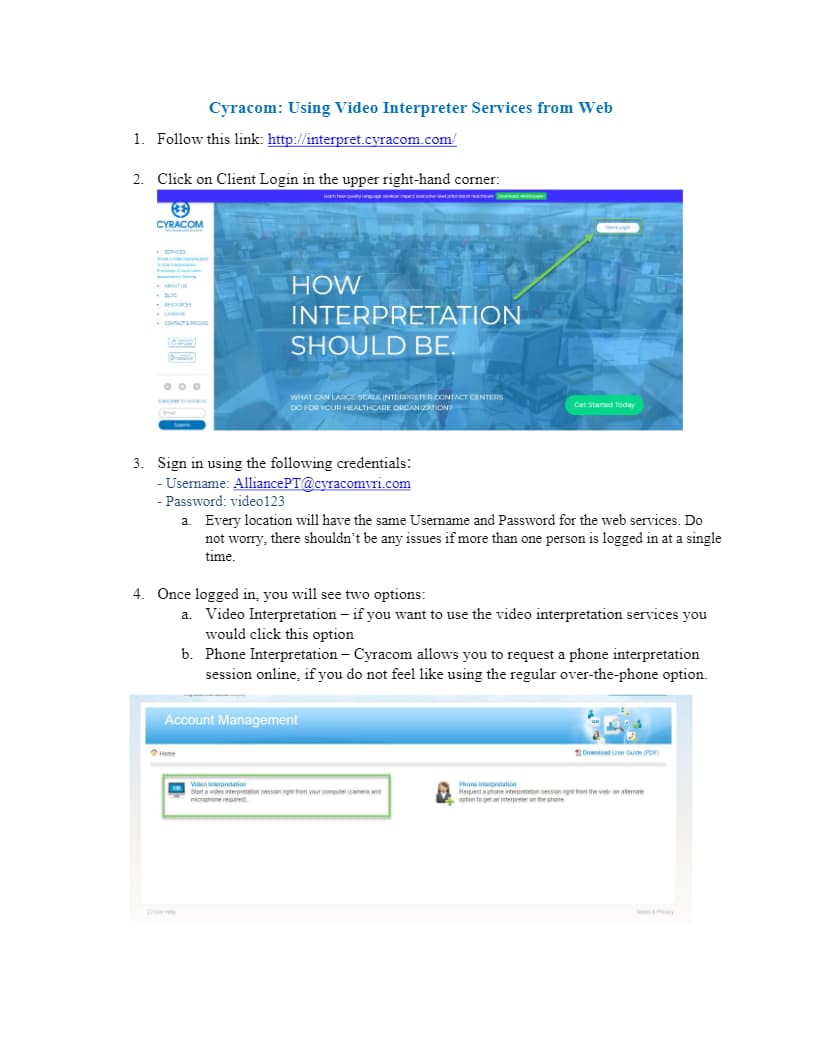 Cyracom: Using Video Interpreter Services from Web
1. Follow this link: http://interpret.cyracom.com/
2. Click on Client Login in the upper right-hand corner:
CYRACOM
SERVICES
ABOUT US
BLOG
RESOURCES
CAREERS
CONTACT & PRICING
Email
Submit
Client Login
HOW
INTERPRETATION
SHOULD BE.
WHAT CAN LARGE SCALE INTERPRETER CONTACT CENTERS
DO FOR YOUR HEALTHCARE ORGANIZATION?
Get Started Today
3. Sign in using the following credentials:
- Username: AlliancePT@cyracomvri.com
- Password: video123
a. Every location will have the same Username and Password for the web services. Do
not worry, there shouldn't be any issues if more than one person is logged in at a single
time.
4. Once logged in, you will see two options:
a. Video Interpretation – if you want to use the video interpretation services you
would click this option
b. Phone Interpretation – Cyracom allows you to request a phone interpretation
session online, if you do not feel like using the regular over-the-phone option.
Account Management
Home
Download User Guide (PDF)
Video Interpretation
Start a video interpretation session right from your computer (camera and
microphone required).
Phone Interpretation
Request a phone interpretation session right from the web- an alternate
option to get an interpreter on the phone.
Terms & Privacy